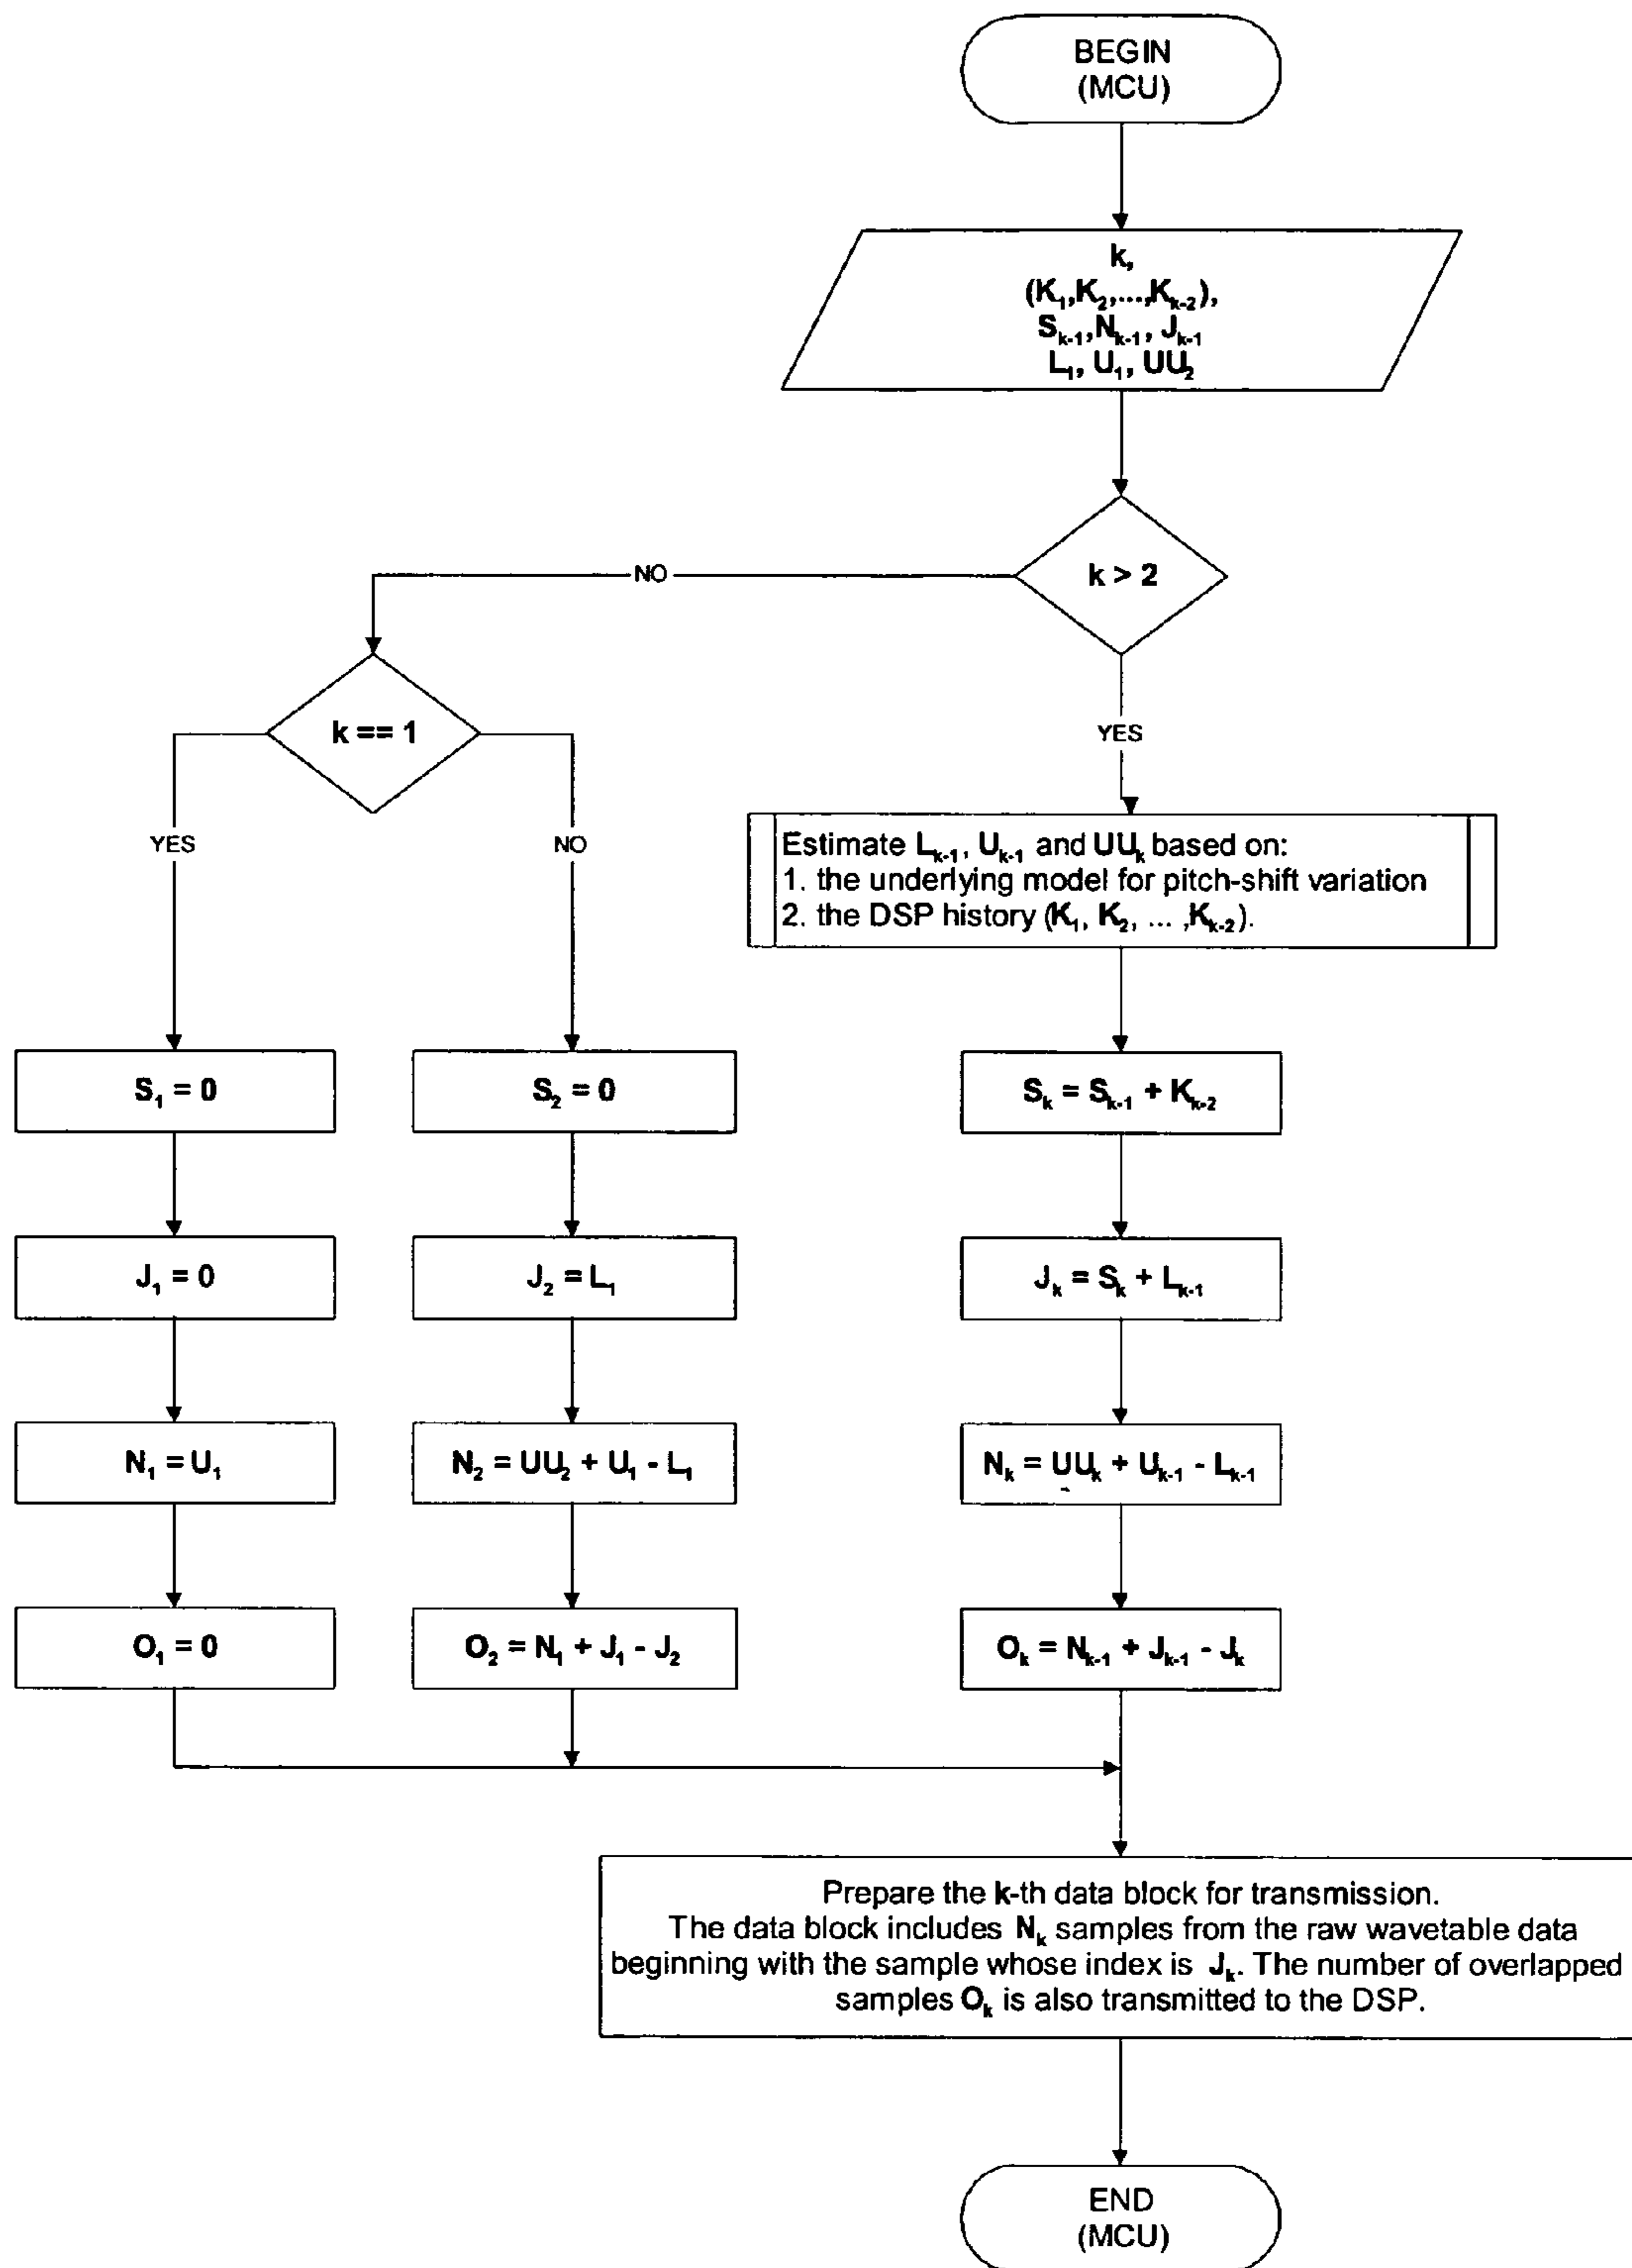 BEGIN
(MCU)
k,
(K₁,K₂,...,Kₖ₋₂),
Sₖ₋₁,Nₖ₋₁, Jₖ₋₁
L₁, U₁, UU₂
k > 2
NO
YES
k == 1
YES
NO
Estimate Lₖ₋₁, Uₖ₋₁ and UUₖ based on:
1. the underlying model for pitch-shift variation
2. the DSP history (K₁, K₂, ... ,Kₖ₋₂).
S₁ = 0
J₁ = 0
N₁ = U₁
O₁ = 0
S₂ = 0
J₂ = L₁
N₂ = UU₂ + U₁ - L₁
O₂ = N₁ + J₁ - J₂
Sₖ = Sₖ₋₁ + Kₖ₋₂
Jₖ = Sₖ + Lₖ₋₁
Nₖ = UUₖ + Uₖ₋₁ - Lₖ₋₁
Oₖ = Nₖ₋₁ + Jₖ₋₁ - Jₖ
Prepare the k-th data block for transmission.
The data block includes Nₖ samples from the raw wavetable data
beginning with the sample whose index is Jₖ. The number of overlapped
samples Oₖ is also transmitted to the DSP.
END
(MCU)